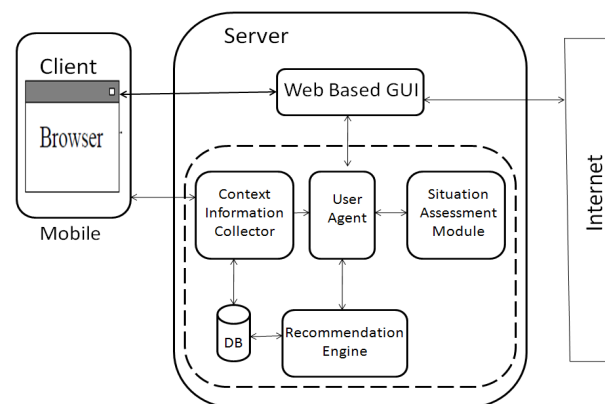 Server
Client
Browser
Mobile
Web Based GUI
Internet
Context
Information
Collector
User
Agent
Situation
Assessment
Module
DB
Recommendation
Engine